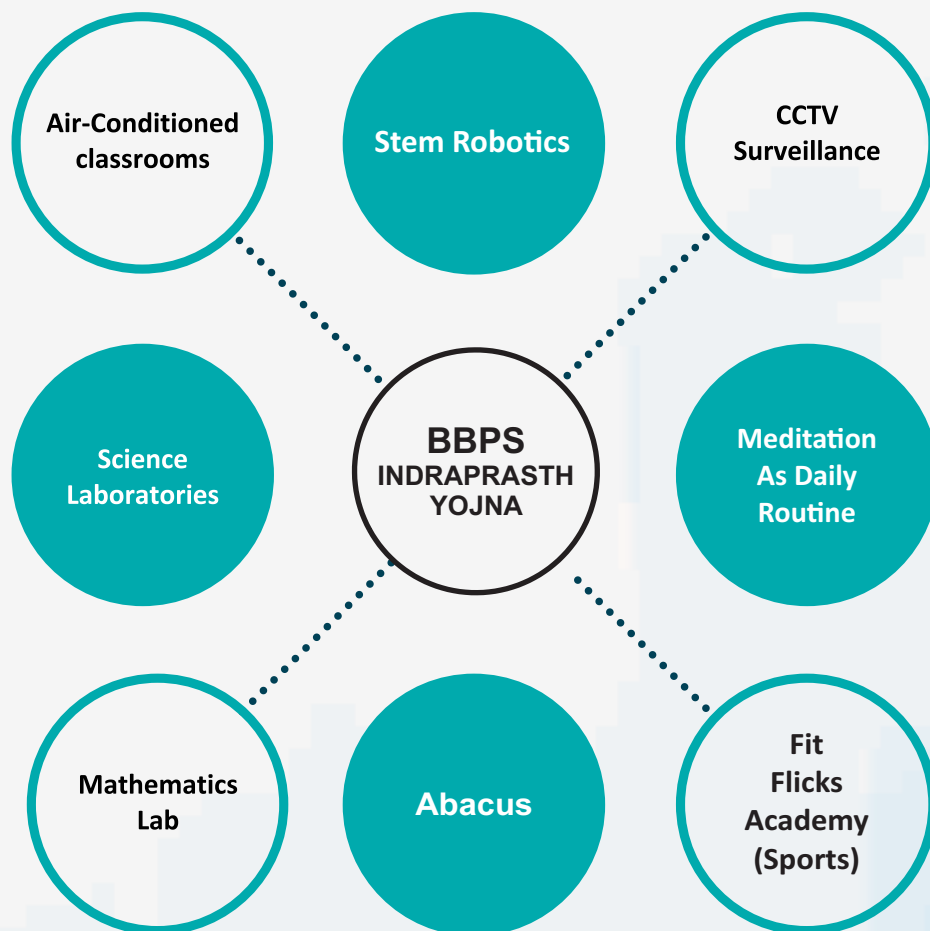 Air-Conditioned
classrooms
Stem Robotics
CCTV
Surveillance
Science
Laboratories
BBPS
INDRAPRASTH
YOJNA
Meditation
As Daily
Routine
Mathematics
Lab
Abacus
Fit
Flicks
Academy
(Sports)